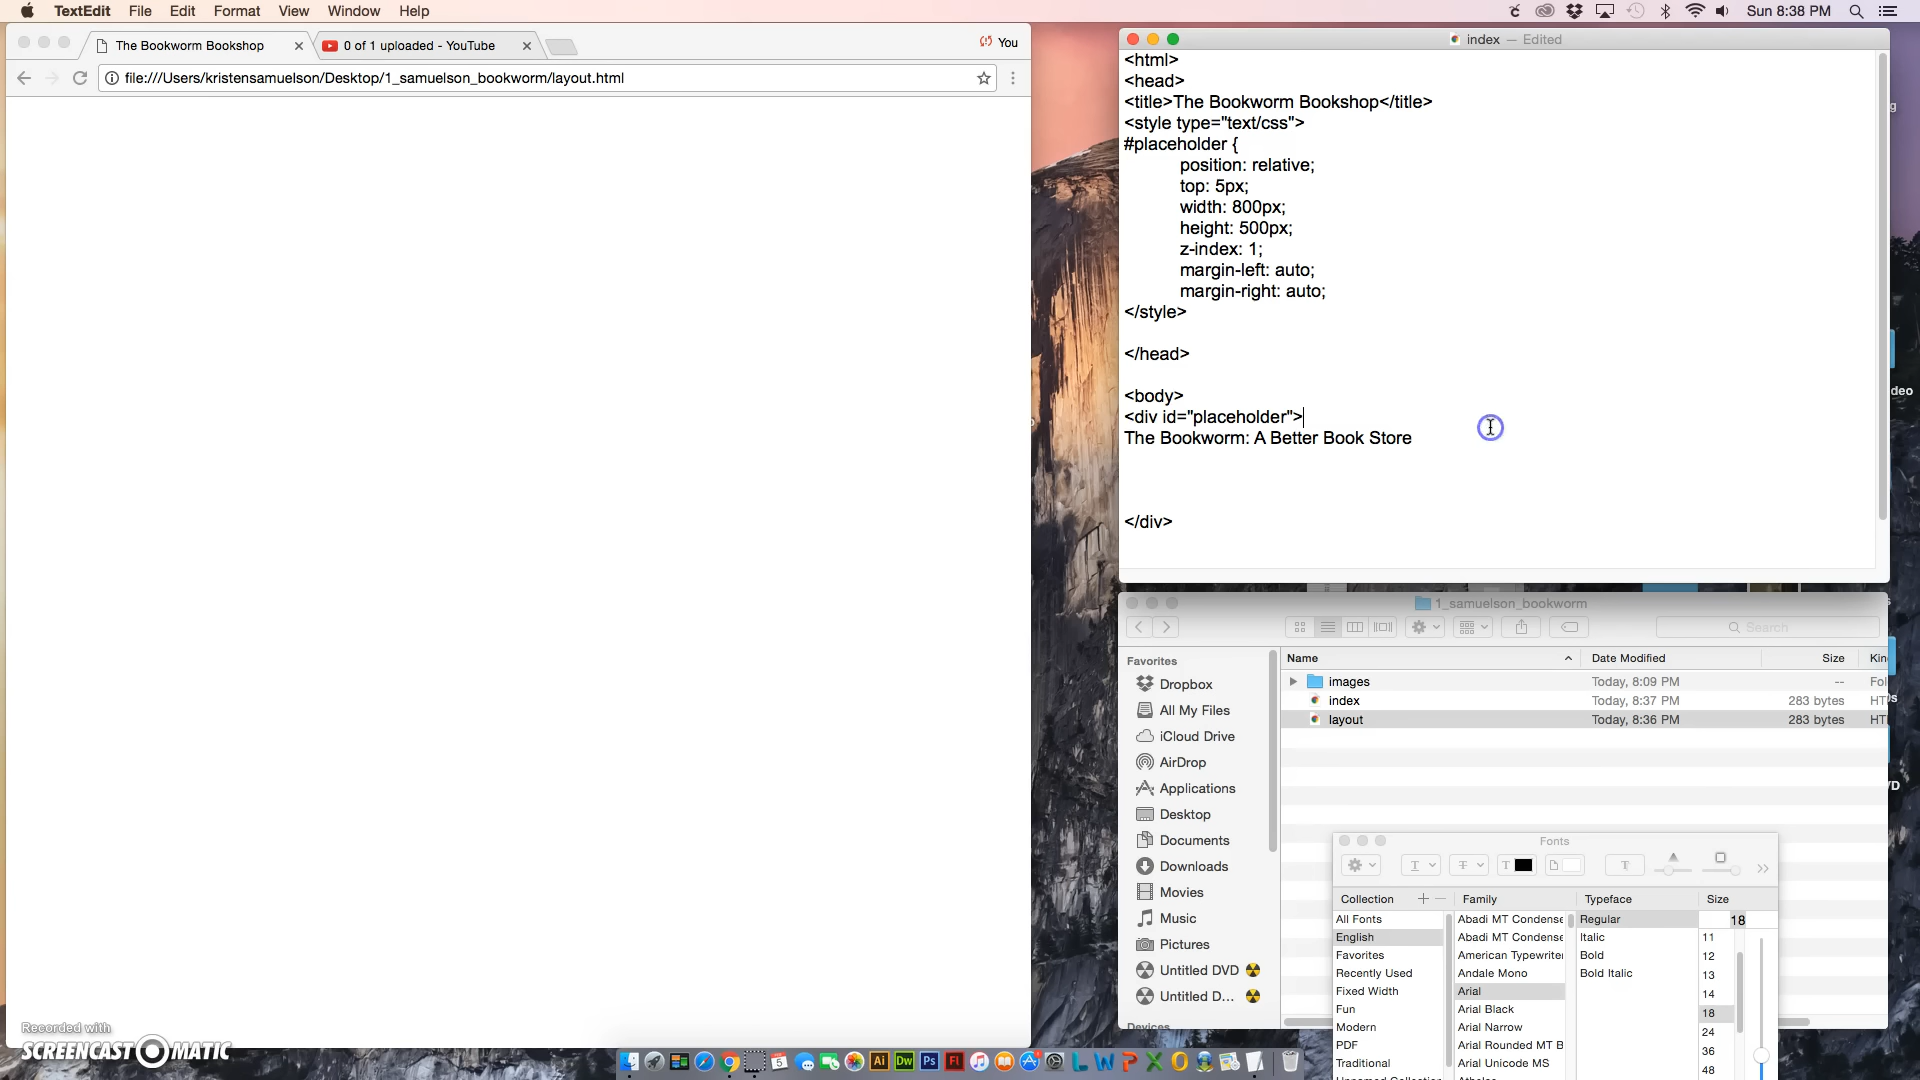 TextEdit File Edit Format View Window Help
Sun 8:38 PM
The Bookworm Bookshop
0 of 1 uploaded - YouTube
You
file:///Users/kristensamuelson/Desktop/1_samuelson_bookworm/layout.html
index — Edited
<html>
<head>
<title>The Bookworm Bookshop</title>
<style type="text/css">
#placeholder {
position: relative;
top: 5px;
width: 800px;
height: 500px;
z-index: 1;
margin-left: auto;
margin-right: auto;
</style>
</head>
<body>
<div id="placeholder">
The Bookworm: A Better Book Store
</div>
1_samuelson_bookworm
Search
Favorites
Dropbox
All My Files
iCloud Drive
AirDrop
Applications
Desktop
Documents
Downloads
Movies
Music
Pictures
Untitled DVD
Untitled D...
Devices
Name Date Modified Size Kin
images Today, 8:09 PM -- Fol
index Today, 8:37 PM 283 bytes HT
layout Today, 8:36 PM 283 bytes HT
Fonts
Collection Family Typeface Size
All Fonts
English
Favorites
Recently Used
Fixed Width
Fun
Modern
PDF
Traditional
Abadi MT Condense
Abadi MT Condense
American Typewriter
Andale Mono
Arial
Arial Black
Arial Narrow
Arial Rounded MT B
Arial Unicode MS
Regular
Italic
Bold
Bold Italic
18
11
12
13
14
18
24
36
48
Recorded with
SCREENCAST-O-MATIC